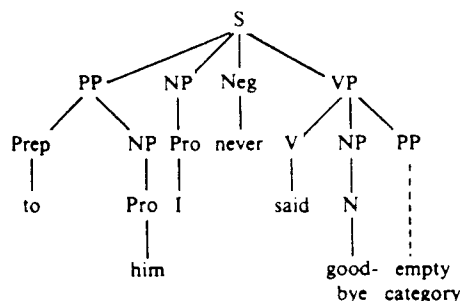 S
PP NP Neg VP
Prep NP Pro never V NP PP
to Pro I said N
him good- empty
bye category